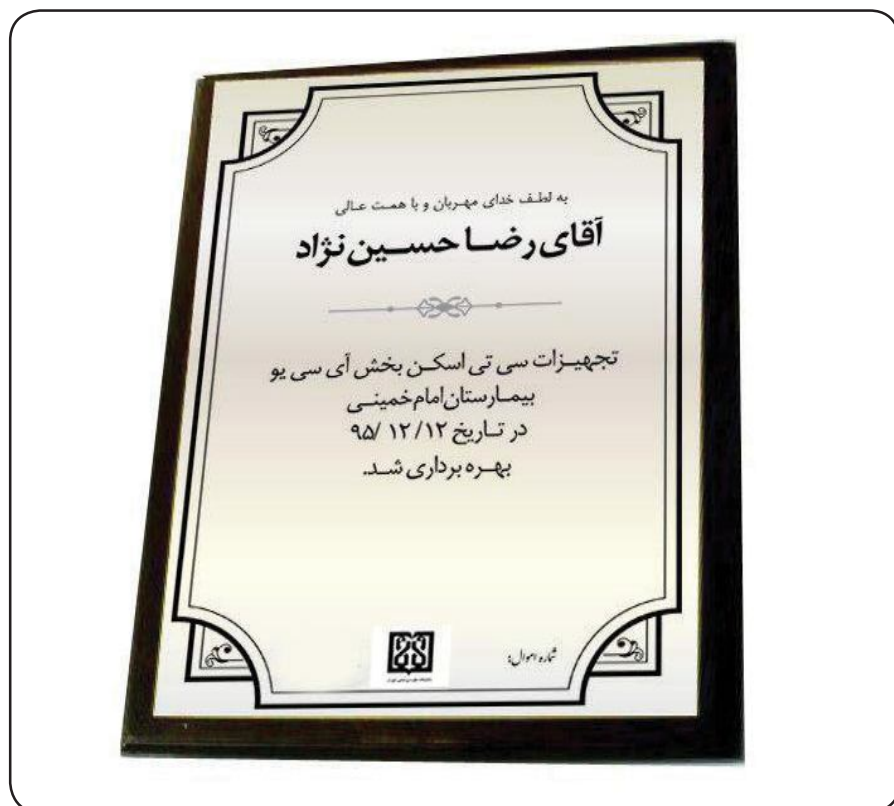 به لطف خدای مهربان و با همت عالی
آقای رضا حسین نژاد
تجهیزات سی تی اسکن بخش آی سی یو
بیمارستان امام خمینی
در تاریخ ۹۵/ ۱۲/ ۱۲
بهره برداری شد.
شماره اموال: